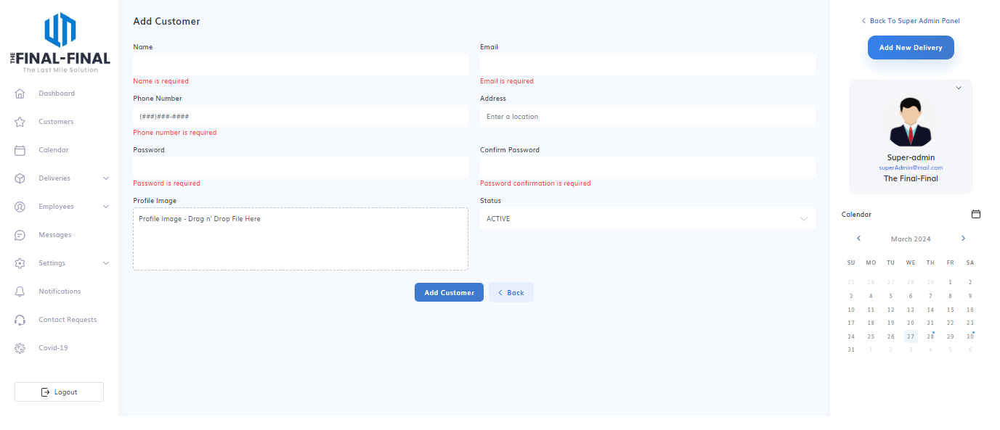 THE FINAL-FINAL
The Last Mile Solution
Dashboard
Customers
Calendar
Deliveries
Employees
Messages
Settings
Notifications
Contact Requests
Covid-19
Logout
Add Customer
Name
Email
Name is required
Email is required
Phone Number
Address
(###)###-####
Enter a location
Phone number is required
Password
Confirm Password
Password is required
Password confirmation is required
Profile Image
Status
Profile Image - Drag n' Drop File Here
ACTIVE
Add Customer
Back
Back To Super Admin Panel
Add New Delivery
Super-admin
superAdmin@mail.com
The Final-Final
Calendar
March 2024
SU MO TU WE TH FR SA
25 26 27 28 29 1 2
3 4 5 6 7 8 9
10 11 12 13 14 15 16
17 18 19 20 21 22 23
24 25 26 27 28 29 30
31 1 2 3 4 5 6